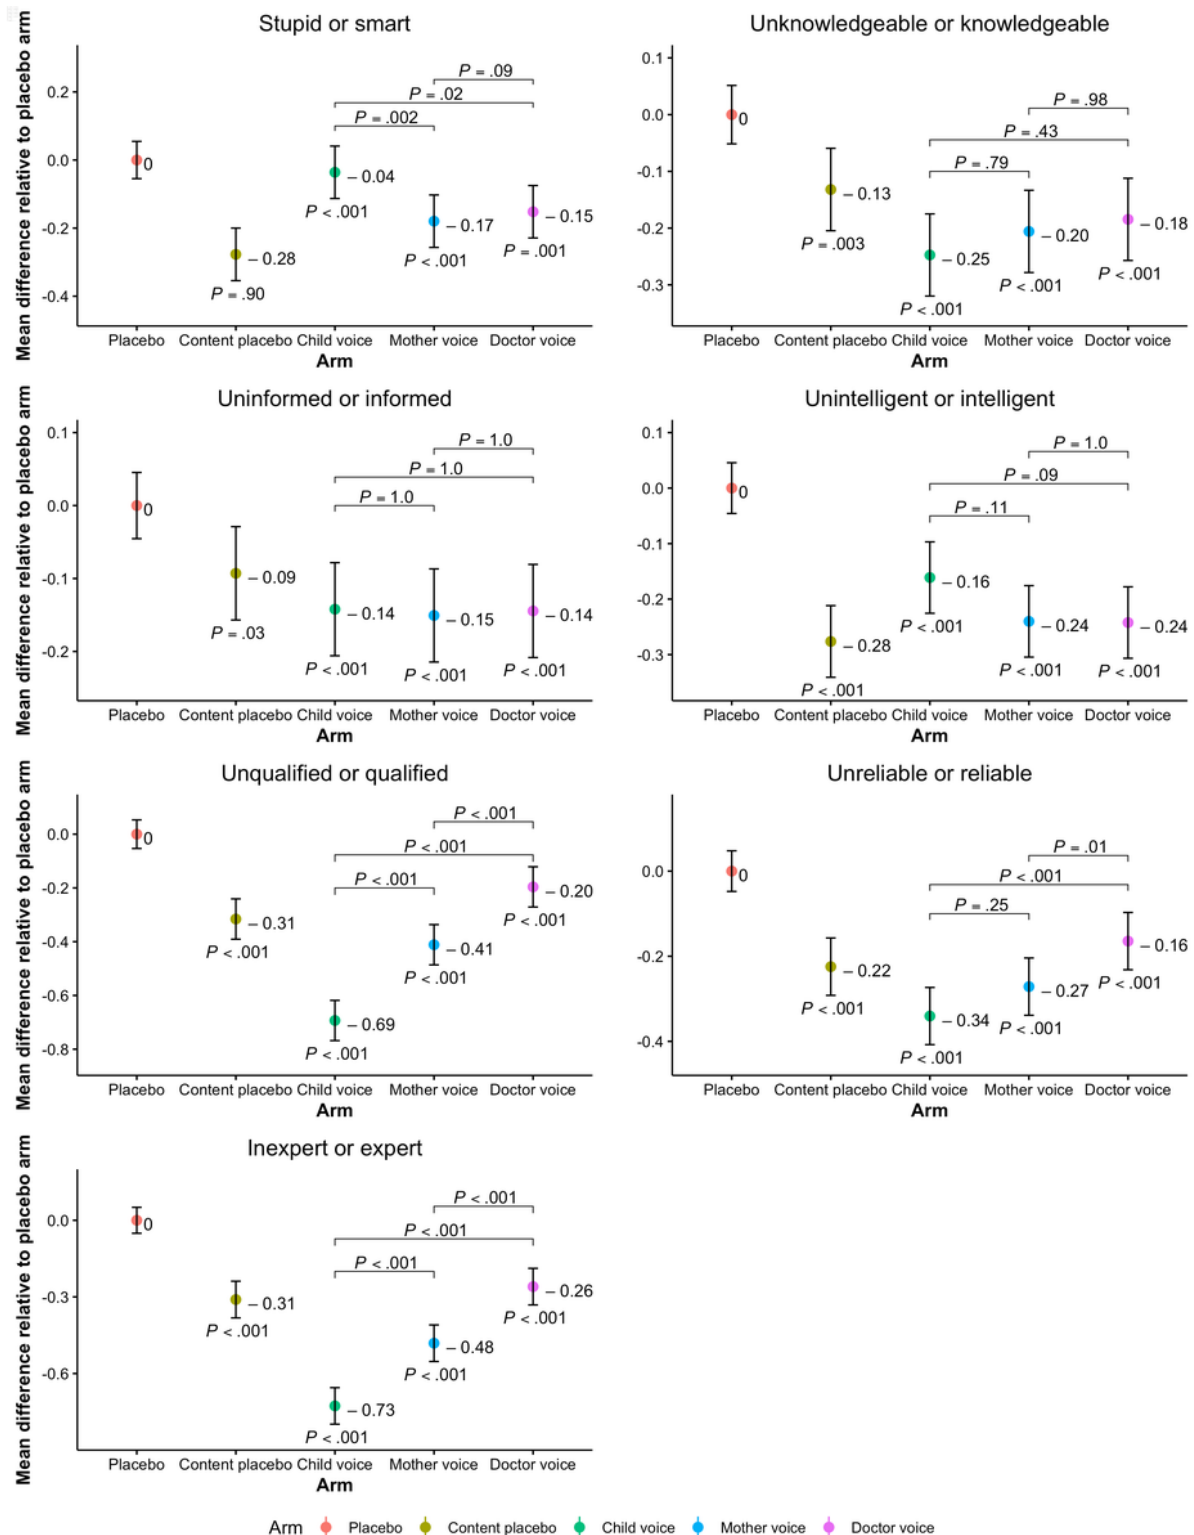 Stupid or smart
Mean difference relative to placebo arm
0.2
0.0
-0.2
-0.4
P = .09
P = .02
P = .002
0
– 0.28
P = .90
– 0.04
P < .001
– 0.17
P < .001
– 0.15
P = .001
Placebo Content placebo Child voice Mother voice Doctor voice
Arm
Unknowledgeable or knowledgeable
0.1
0.0
-0.1
-0.2
-0.3
P = .98
P = .43
P = .79
0
– 0.13
P = .003
– 0.25
P < .001
– 0.20
P < .001
– 0.18
P < .001
Placebo Content placebo Child voice Mother voice Doctor voice
Arm
Uninformed or informed
Mean difference relative to placebo arm
0.1
0.0
-0.1
-0.2
P = 1.0
P = 1.0
P = 1.0
0
– 0.09
P = .03
– 0.14
P < .001
– 0.15
P < .001
– 0.14
P < .001
Placebo Content placebo Child voice Mother voice Doctor voice
Arm
Unintelligent or intelligent
0.1
0.0
-0.1
-0.2
-0.3
P = 1.0
P = .09
P = .11
0
– 0.28
P < .001
– 0.16
P < .001
– 0.24
P < .001
– 0.24
P < .001
Placebo Content placebo Child voice Mother voice Doctor voice
Arm
Unqualified or qualified
Mean difference relative to placebo arm
0.0
-0.2
-0.4
-0.6
-0.8
P < .001
P < .001
P < .001
0
– 0.31
P < .001
– 0.69
P < .001
– 0.41
P < .001
– 0.20
P < .001
Placebo Content placebo Child voice Mother voice Doctor voice
Arm
Unreliable or reliable
0.0
-0.2
-0.4
P = .01
P < .001
P = .25
0
– 0.22
P < .001
– 0.34
P < .001
– 0.27
P < .001
– 0.16
P < .001
Placebo Content placebo Child voice Mother voice Doctor voice
Arm
Inexpert or expert
Mean difference relative to placebo arm
0.0
-0.3
-0.6
P < .001
P < .001
P < .001
0
– 0.31
P < .001
– 0.73
P < .001
– 0.48
P < .001
– 0.26
P < .001
Placebo Content placebo Child voice Mother voice Doctor voice
Arm
Arm Placebo Content placebo Child voice Mother voice Doctor voice